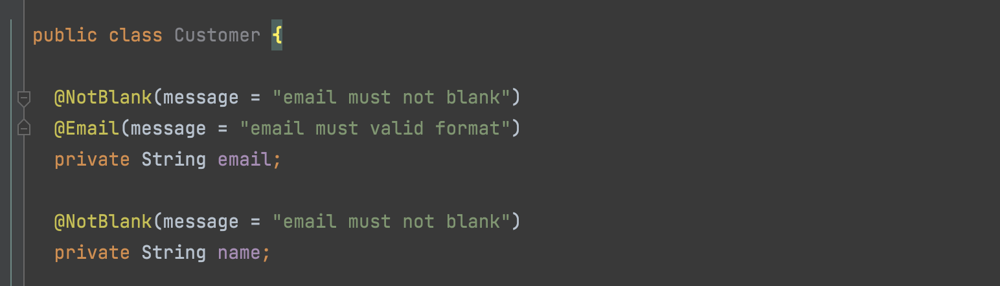 public class Customer {
@NotBlank(message = "email must not blank")
@Email(message = "email must valid format")
private String email;
@NotBlank(message = "email must not blank")
private String name;